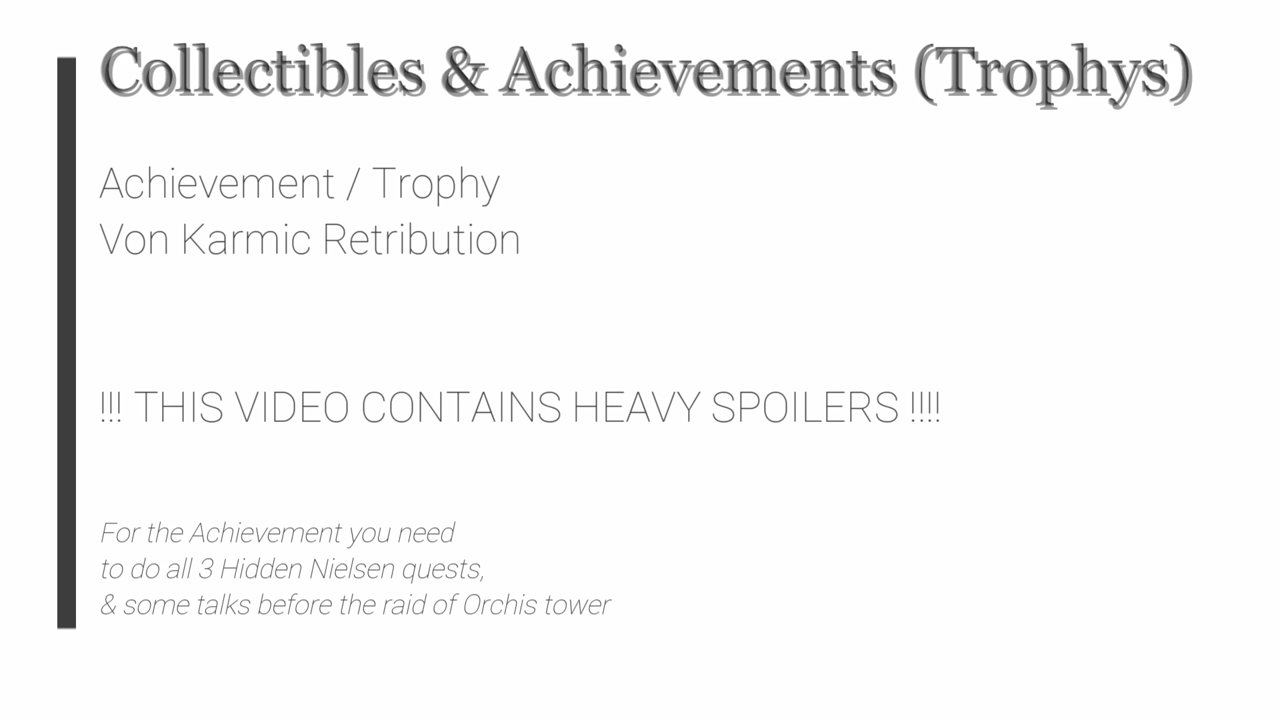 Collectibles & Achievements (Trophys)
Achievement / Trophy
Von Karmic Retribution
!!! THIS VIDEO CONTAINS HEAVY SPOILERS !!!!
For the Achievement you need
to do all 3 Hidden Nielsen quests,
& some talks before the raid of Orchis tower